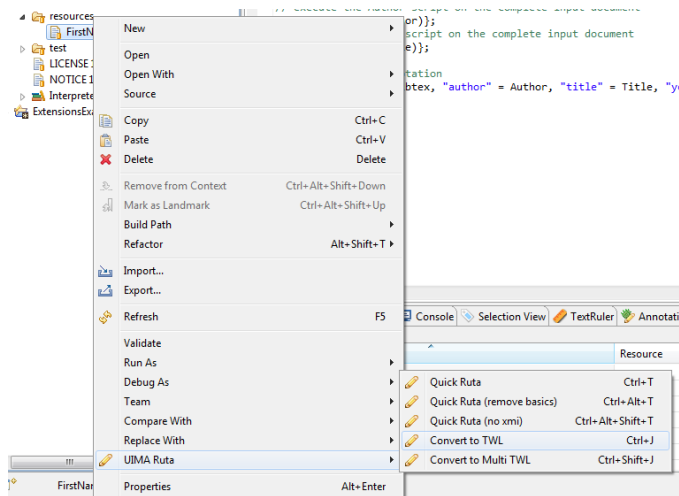 // execute the Author script on the complete input document
resources
or)};
FirstN
New
script on the complete input document
test
e)};
Open
LICENSE
Open With
tation
NOTICE
Source
btex, "author" = Author, "title" = Title, "y
Interprete
ExtensionsExa
Copy Ctrl+C
Paste Ctrl+V
Delete Delete
Remove from Context Ctrl+Alt+Shift+Down
Mark as Landmark Ctrl+Alt+Shift+Up
Build Path
Refactor Alt+Shift+T
Import...
Export...
Refresh F5
Console Selection View TextRuler Annotati
Validate
Resource
Run As
Debug As
Quick Ruta Ctrl+T
Team
Quick Ruta (remove basics) Ctrl+Alt+T
Compare With
Quick Ruta (no xmi) Ctrl+Alt+Shift+T
Replace With
Convert to TWL Ctrl+J
UIMA Ruta
Convert to Multi TWL Ctrl+Shift+J
FirstNar
Properties Alt+Enter